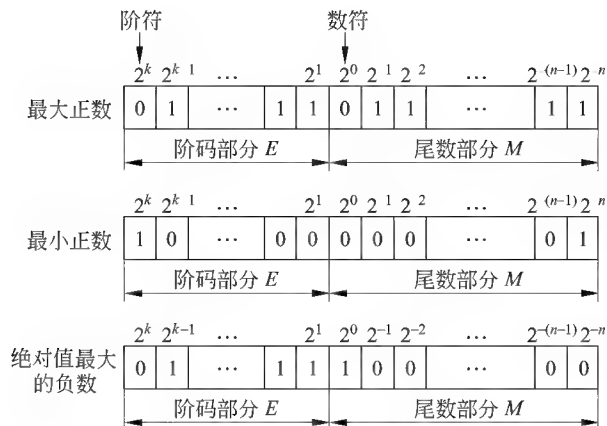 阶符 数符
2^k 2^{k 1} … 2^1 2^0 2^{ 1} 2^{ 2} … 2^{-(n-1)} 2^{-n}
最大正数 0 1 … 1 1 0 1 1 … 1 1
阶码部分 E 尾数部分 M
2^k 2^{k 1} … 2^1 2^0 2^{ 1} 2^{ 2} … 2^{-(n-1)} 2^{-n}
最小正数 1 0 … 0 0 0 0 0 … 0 1
阶码部分 E 尾数部分 M
2^k 2^{k-1} … 2^1 2^0 2^{-1} 2^{-2} … 2^{-(n-1)} 2^{-n}
绝对值最大
的负数 0 1 … 1 1 1 0 0 … 0 0
阶码部分 E 尾数部分 M